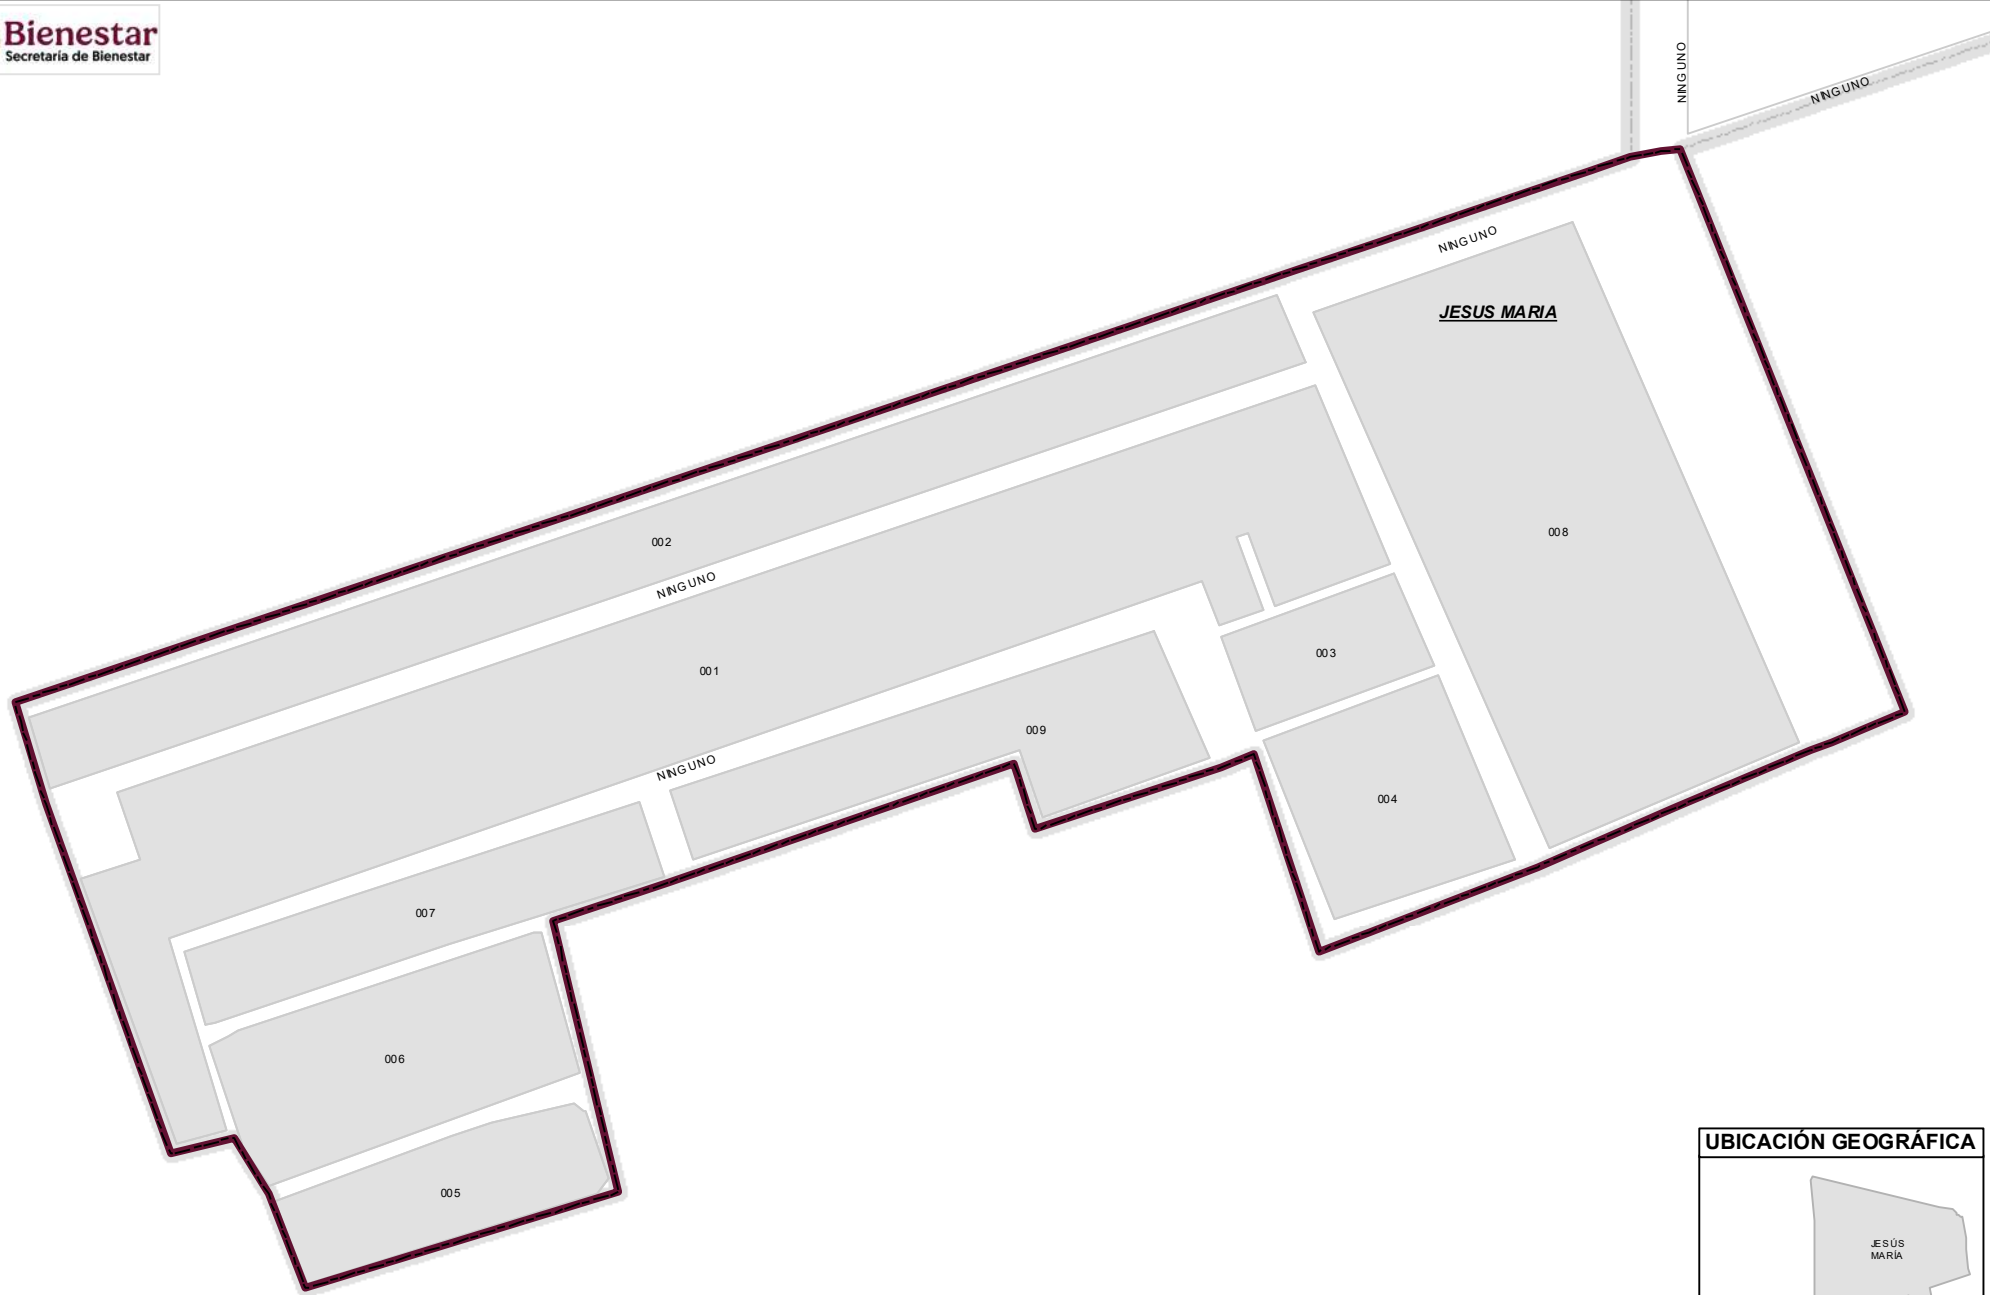 Bienestar
Secretaría de Bienestar
NINGUNO
NINGUNO
NINGUNO
JESUS MARIA
002
008
NINGUNO
003
001
009
NINGUNO
004
007
006
005
UBICACIÓN GEOGRÁFICA
JESÚS
MARÍA